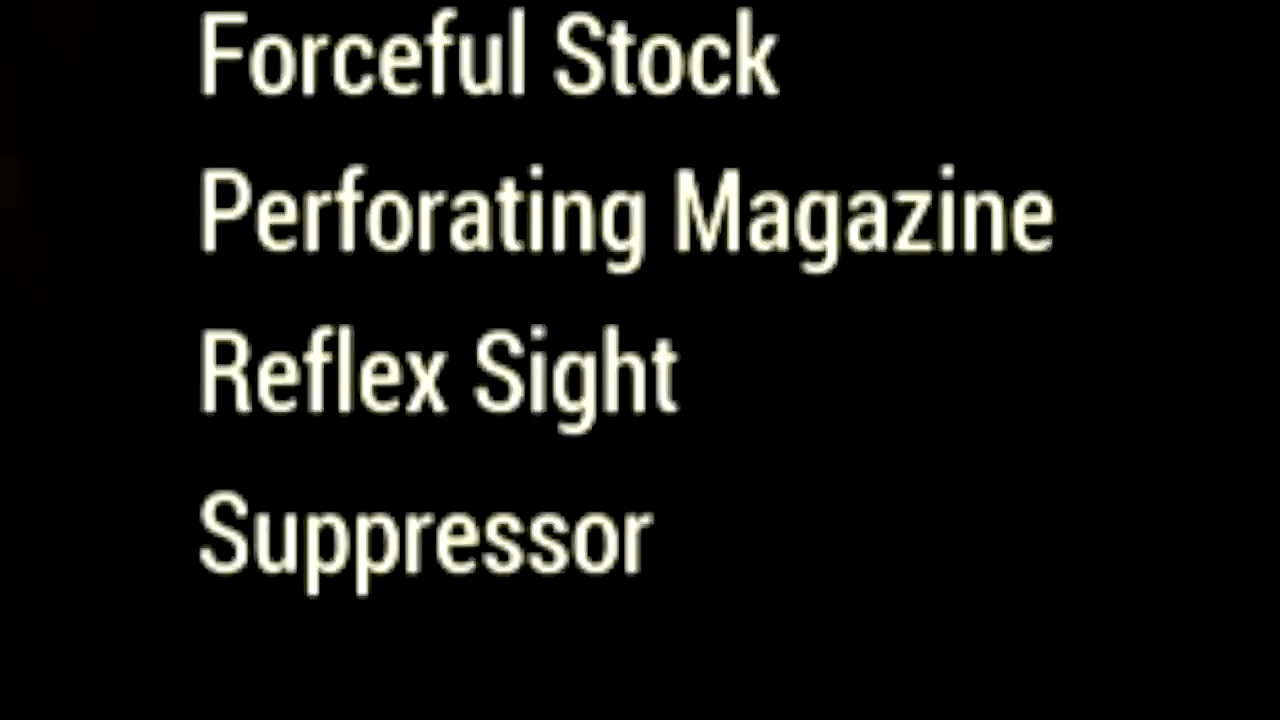 Forceful Stock
Perforating Magazine
Reflex Sight
Suppressor